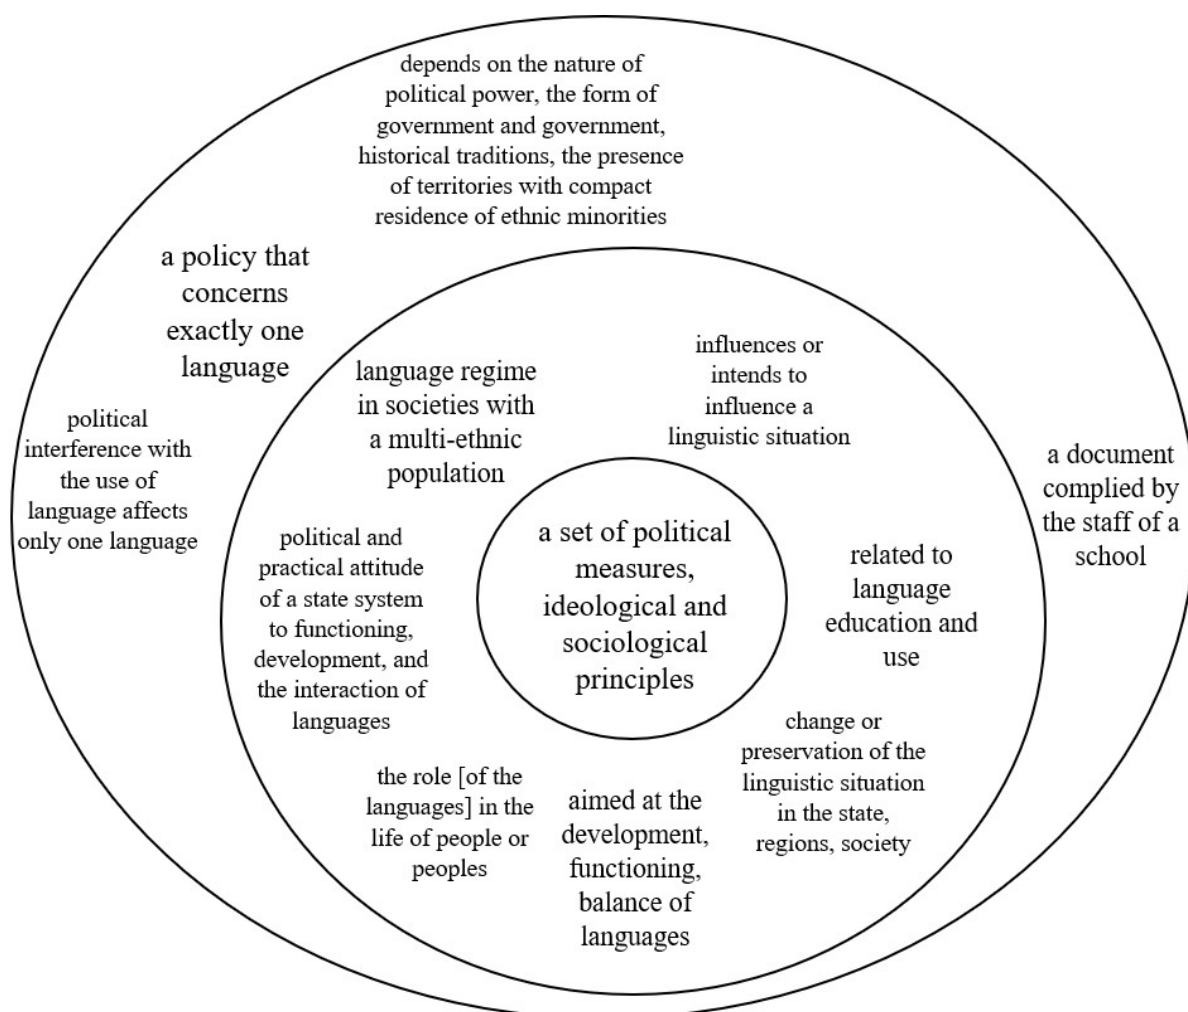 depends on the nature of
political power, the form of
government and government,
historical traditions, the presence
of territories with compact
residence of ethnic minorities
a policy that
concerns
exactly one
language
political
interference with
the use of
language affects
only one language
language regime
in societies with
a multi-ethnic
population
influences or
intends to
influence a
linguistic situation
a document
complied by
the staff of a
school
political and
practical attitude
of a state system
to functioning,
development, and
the interaction of
languages
a set of political
measures,
ideological and
sociological
principles
related to
language
education and
use
the role [of the
languages] in the
life of people or
peoples
aimed at the
development,
functioning,
balance of
languages
change or
preservation of the
linguistic situation
in the state,
regions, society